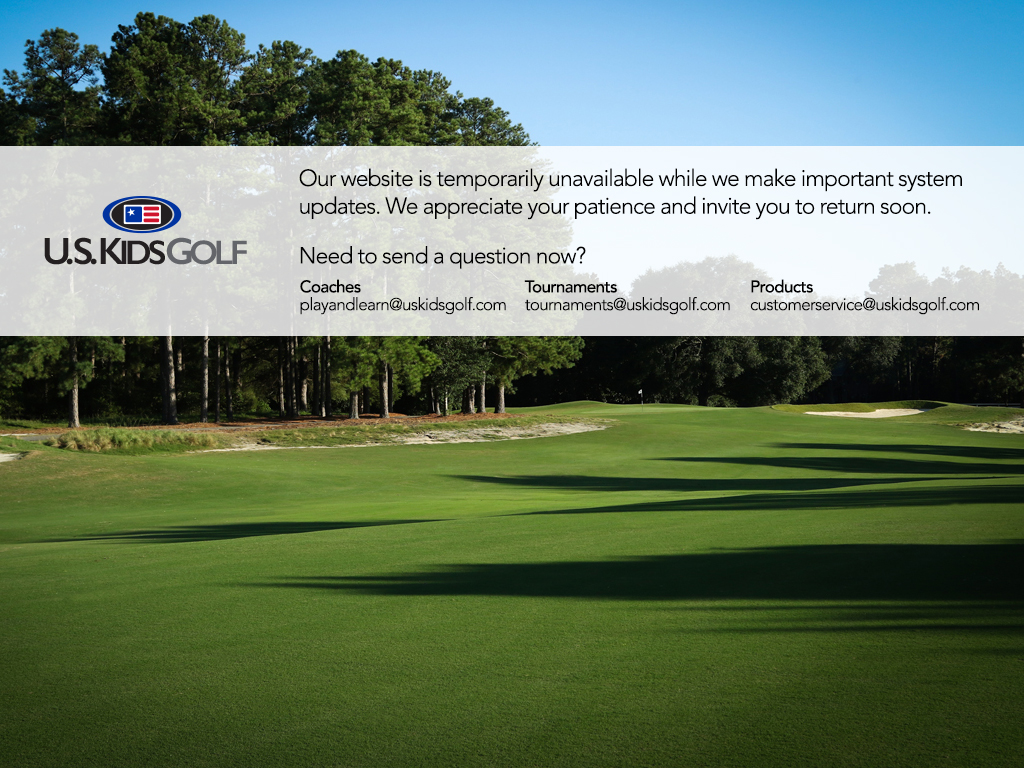 Our website is temporarily unavailable while we make important system
updates. We appreciate your patience and invite you to return soon.
U.S. KIDS GOLF
Need to send a question now?
Coaches
playandlearn@uskidsgolf.com
Tournaments
tournaments@uskidsgolf.com
Products
customerservice@uskidsgolf.com